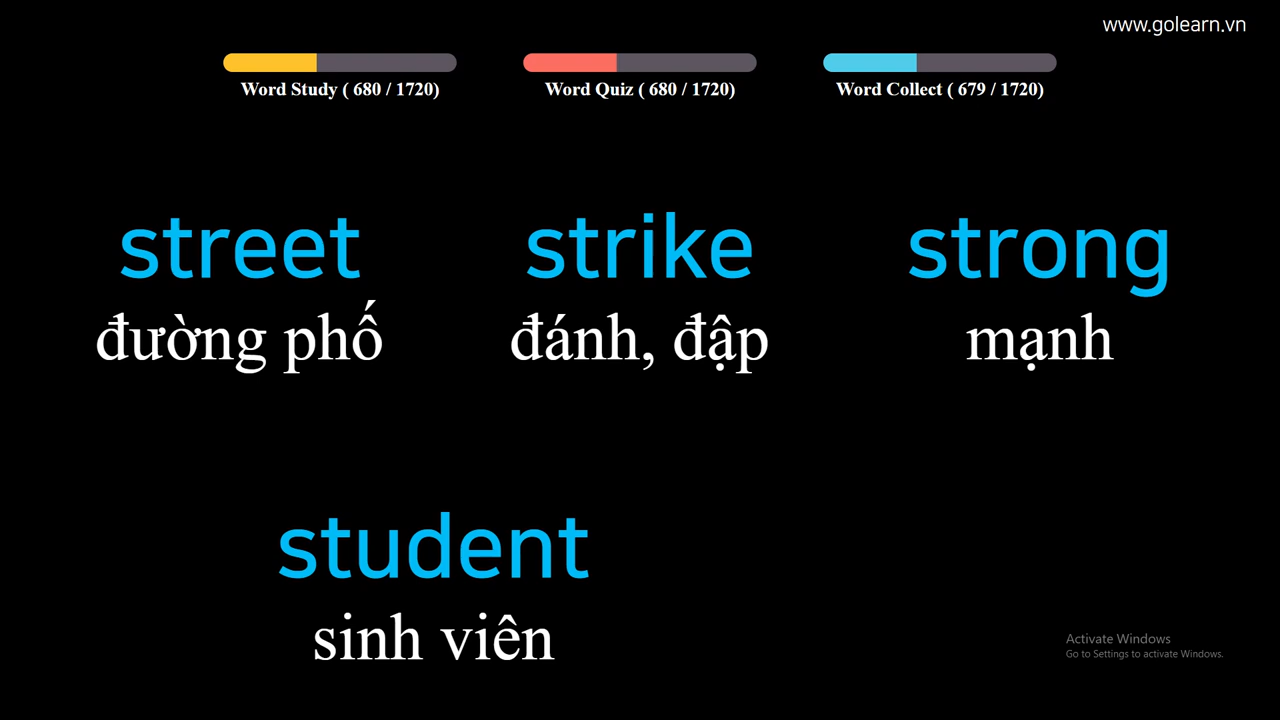 www.golearn.vn
Word Study ( 680 / 1720)
Word Quiz ( 680 / 1720)
Word Collect ( 679 / 1720)
street
đường phố
strike
đánh, đập
strong
mạnh
student
sinh viên
Activate Windows
Go to Settings to activate Windows.